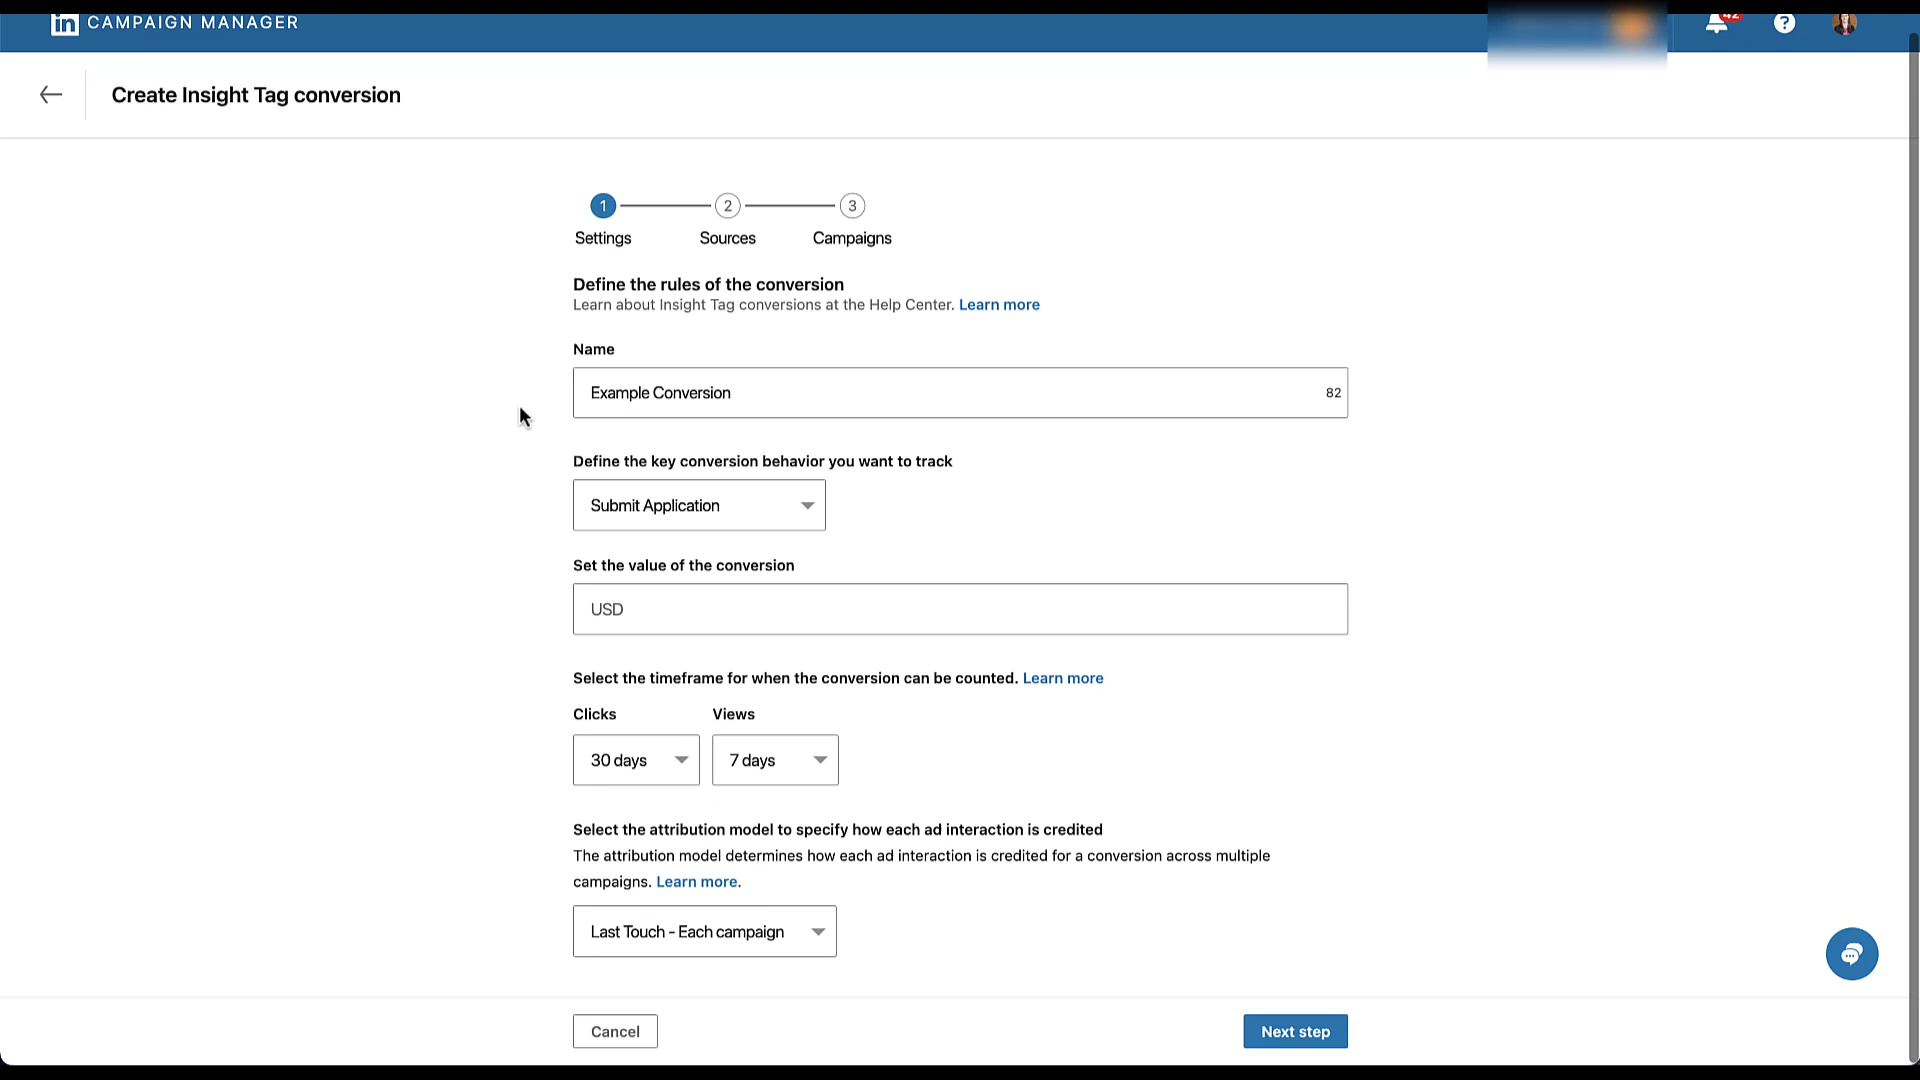 in CAMPAIGN MANAGER
42
?
Create Insight Tag conversion
1
2
3
Settings
Sources
Campaigns
Define the rules of the conversion
Learn about Insight Tag conversions at the Help Center. Learn more
Name
Example Conversion
82
Define the key conversion behavior you want to track
Submit Application
Set the value of the conversion
USD
Select the timeframe for when the conversion can be counted. Learn more
Clicks
Views
30 days
7 days
Select the attribution model to specify how each ad interaction is credited
The attribution model determines how each ad interaction is credited for a conversion across multiple
campaigns. Learn more.
Last Touch - Each campaign
Cancel
Next step